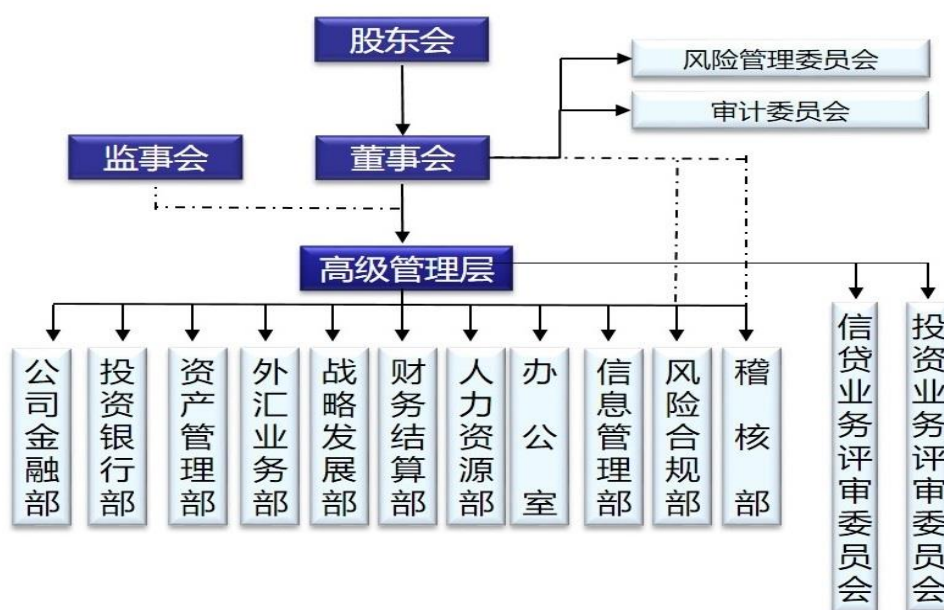 股东会
风险管理委员会
审计委员会
监事会
董事会
高级管理层
公司金融部
投资银行部
资产管理部
外汇业务部
战略发展部
财务结算部
人力资源部
办公室
信息管理部
风险合规部
稽核部
信贷业务评审委员会
投资业务评审委员会